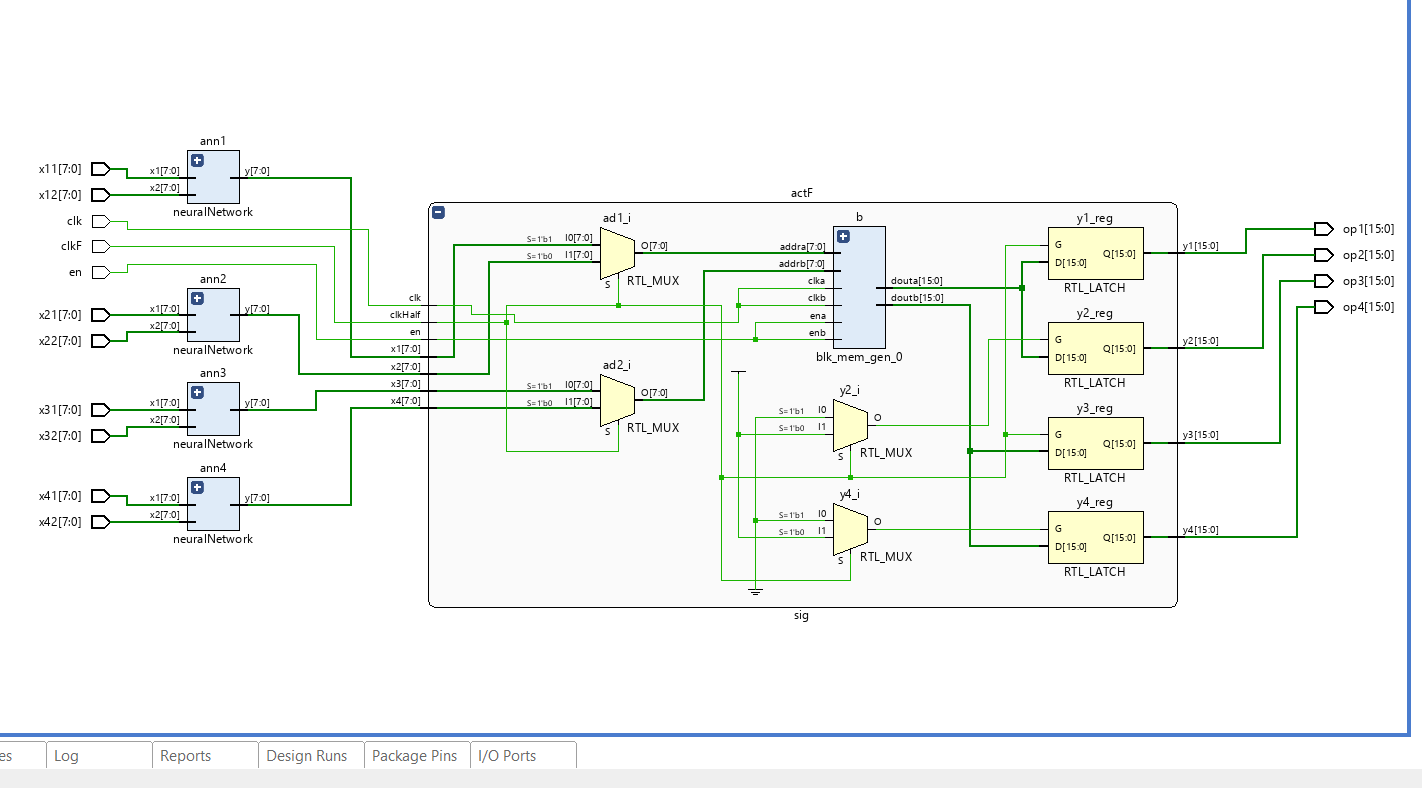 ann1
x11[7:0]
x12[7:0]
x1[7:0]
x2[7:0]
y[7:0]
neuralNetwork
clk
clkF
en
ann2
x21[7:0]
x22[7:0]
x1[7:0]
x2[7:0]
y[7:0]
neuralNetwork
ann3
x31[7:0]
x32[7:0]
x1[7:0]
x2[7:0]
y[7:0]
neuralNetwork
ann4
x41[7:0]
x42[7:0]
x1[7:0]
x2[7:0]
y[7:0]
neuralNetwork
actF
clk
clkHalf
en
x1[7:0]
x2[7:0]
x3[7:0]
x4[7:0]
ad1_i
S=1'b1 I0[7:0]
S=1'b0 I1[7:0]
O[7:0]
S
RTL_MUX
ad2_i
S=1'b1 I0[7:0]
S=1'b0 I1[7:0]
O[7:0]
S
RTL_MUX
b
addra[7:0]
addrb[7:0]
clka
clkb
ena
enb
douta[15:0]
doutb[15:0]
blk_mem_gen_0
y2_i
S=1'b1 I0
S=1'b0 I1
O
S
RTL_MUX
y4_i
S=1'b1 I0
S=1'b0 I1
O
S
RTL_MUX
y1_reg
G
D[15:0]
Q[15:0]
RTL_LATCH
y2_reg
G
D[15:0]
Q[15:0]
RTL_LATCH
y3_reg
G
D[15:0]
Q[15:0]
RTL_LATCH
y4_reg
G
D[15:0]
Q[15:0]
RTL_LATCH
y1[15:0]
y2[15:0]
y3[15:0]
y4[15:0]
op1[15:0]
op2[15:0]
op3[15:0]
op4[15:0]
sig
es
Log
Reports
Design Runs
Package Pins
I/O Ports